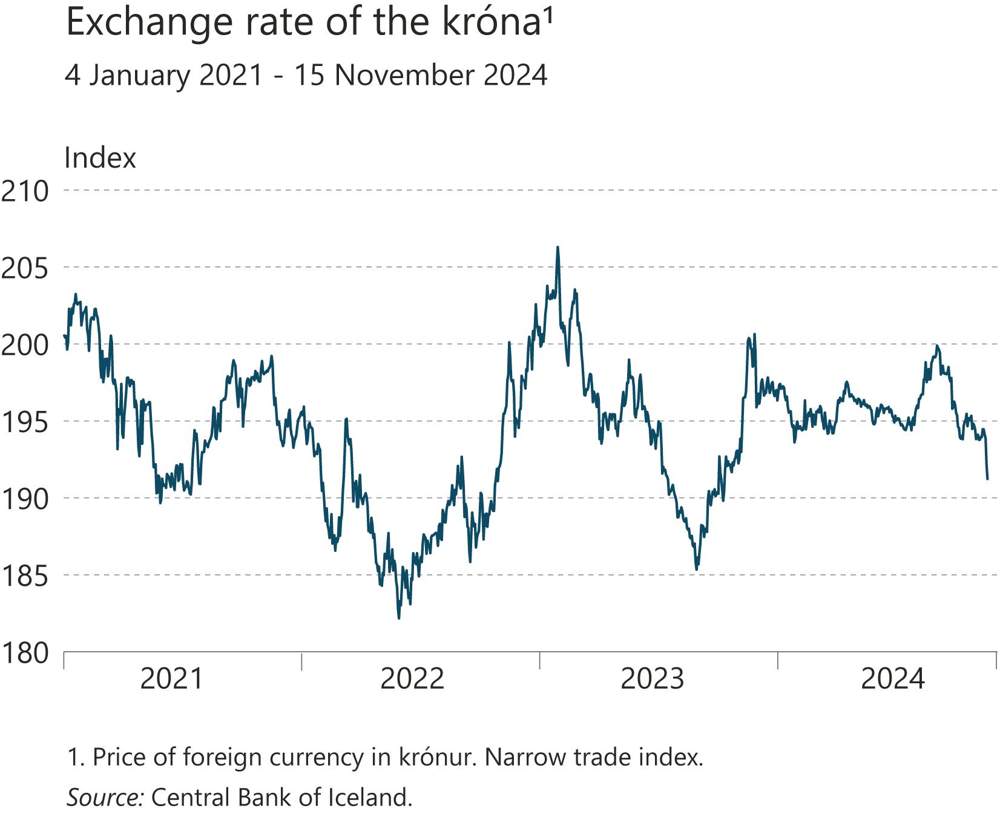 Exchange rate of the króna¹
4 January 2021 - 15 November 2024
Index
210
205
200
195
190
185
180
2021 2022 2023 2024
1. Price of foreign currency in krónur. Narrow trade index.
Source: Central Bank of Iceland.